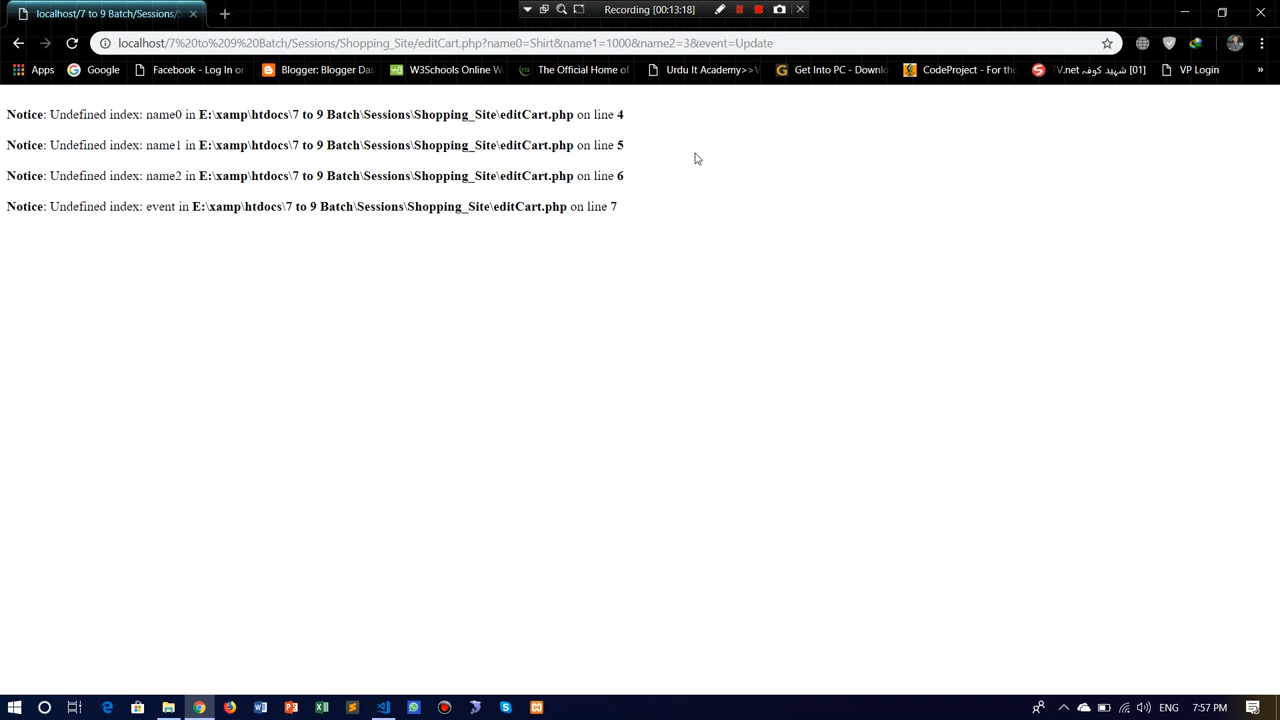 localhost/7 to 9 Batch/Sessions/S
Recording [00:13:18]
localhost/7%20to%209%20Batch/Sessions/Shopping_Site/editCart.php?name0=Shirt&name1=1000&name2=3&event=Update
Apps Google Facebook - Log In or Blogger: Blogger Das W3Schools Online W The Official Home of Urdu It Academy>>V Get Into PC - Downlo CodeProject - For th TV.net شهید کوفہ [01] VP Login »
Notice: Undefined index: name0 in E:\xamp\htdocs\7 to 9 Batch\Sessions\Shopping_Site\editCart.php on line 4
Notice: Undefined index: name1 in E:\xamp\htdocs\7 to 9 Batch\Sessions\Shopping_Site\editCart.php on line 5
Notice: Undefined index: name2 in E:\xamp\htdocs\7 to 9 Batch\Sessions\Shopping_Site\editCart.php on line 6
Notice: Undefined index: event in E:\xamp\htdocs\7 to 9 Batch\Sessions\Shopping_Site\editCart.php on line 7
ENG 7:57 PM